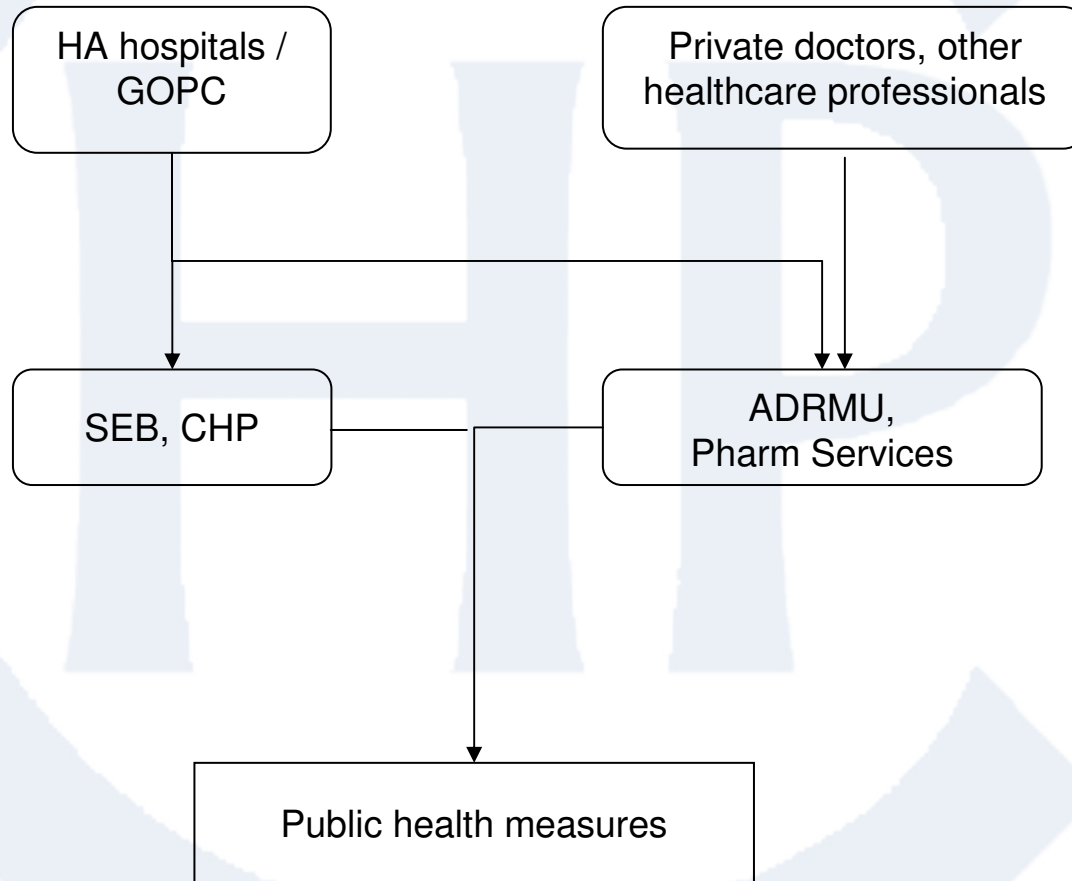 HA hospitals /
GOPC
Private doctors, other
healthcare professionals
SEB, CHP
ADRMU,
Pharm Services
Public health measures